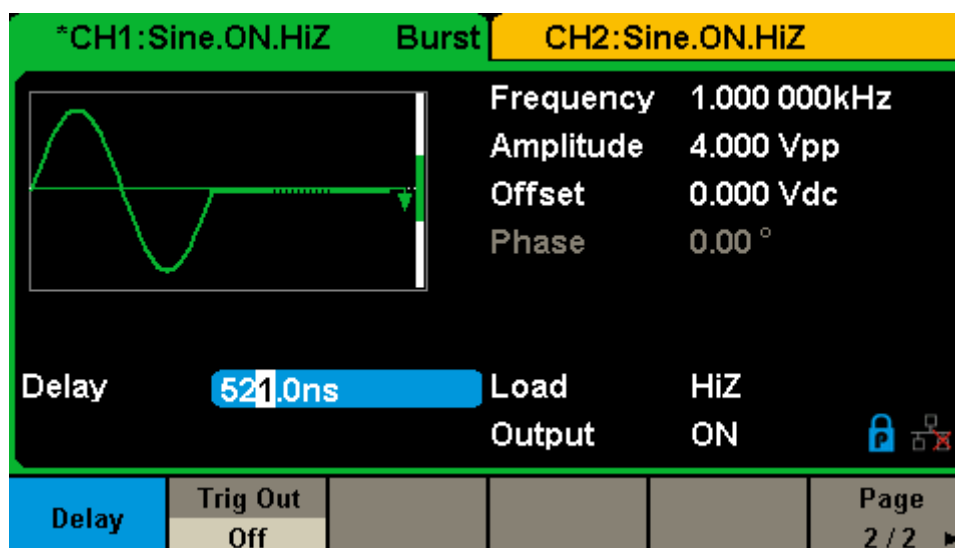 *CH1:Sine.ON.HiZ Burst CH2:Sine.ON.HiZ
Frequency 1.000 000kHz
Amplitude 4.000 Vpp
Offset 0.000 Vdc
Phase 0.00 °
Delay 521.0ns Load HiZ
Output ON
P
Delay Trig Out Page
Off 2/2